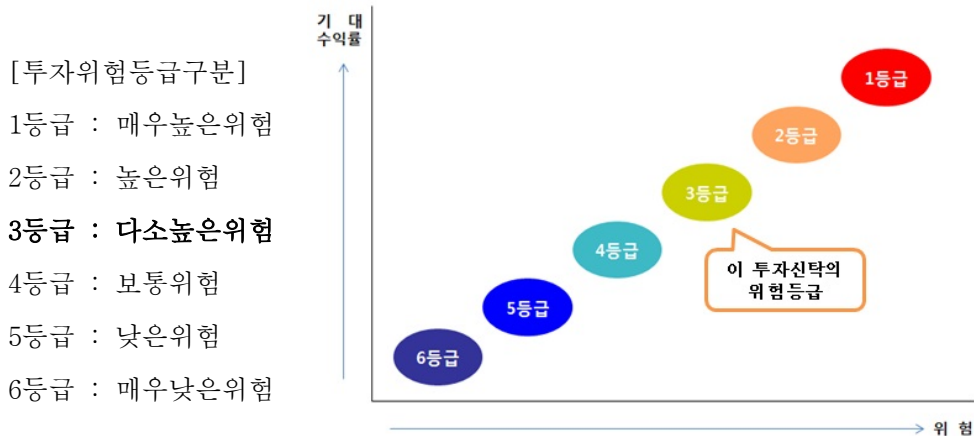 [투자위험등급구분]
1등급 : 매우높은위험
2등급 : 높은위험
3등급 : 다소높은위험
4등급 : 보통위험
5등급 : 낮은위험
6등급 : 매우낮은위험
기 대
수익률
1등급
2등급
3등급
4등급
5등급
6등급
이 투자신탁의
위험등급
위 험